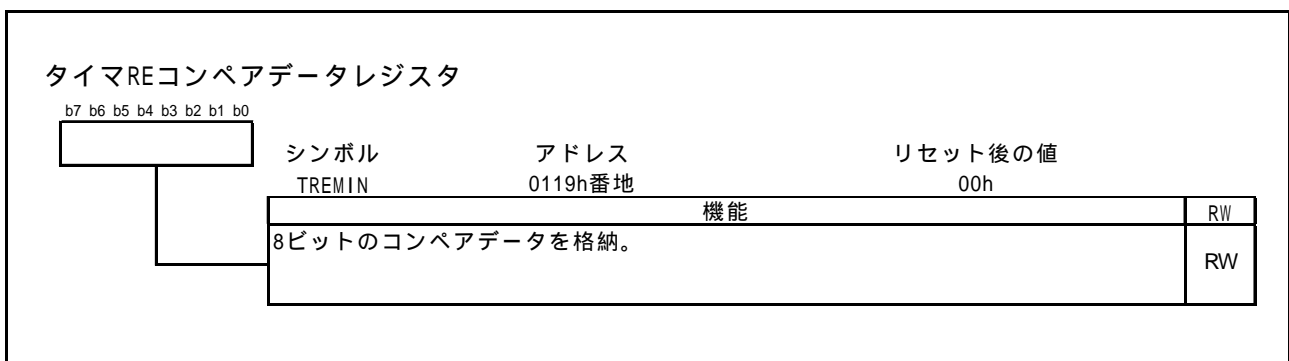 タイマREコンペアデータレジスタ
b7 b6 b5 b4 b3 b2 b1 b0
シンボル アドレス リセット後の値
TREMIN 0119h番地 00h
機能 RW
8ビットのコンペアデータを格納。
RW